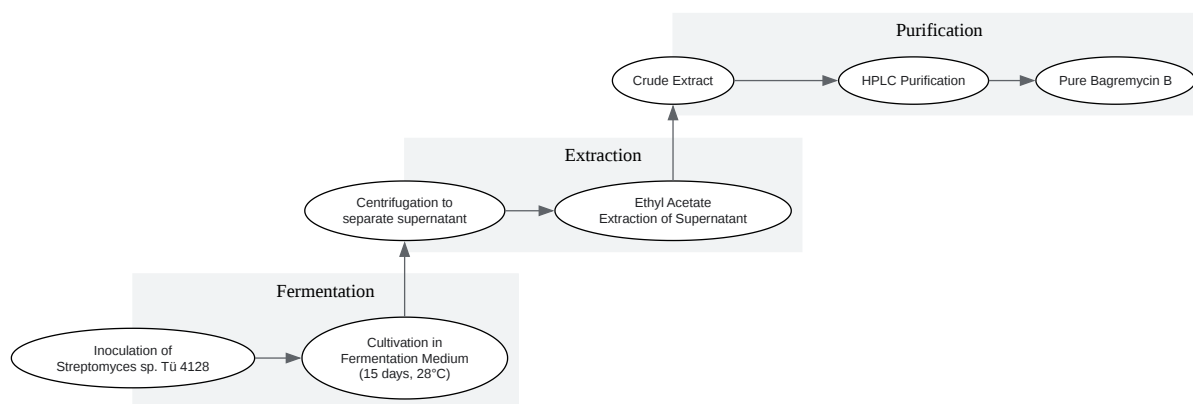 Purification
Crude Extract
HPLC Purification
Pure Bagremycin B
Extraction
Centrifugation to
separate supernatant
Ethyl Acetate
Extraction of Supernatant
Fermentation
Inoculation of
Streptomyces sp. Tü 4128
Cultivation in
Fermentation Medium
(15 days, 28°C)